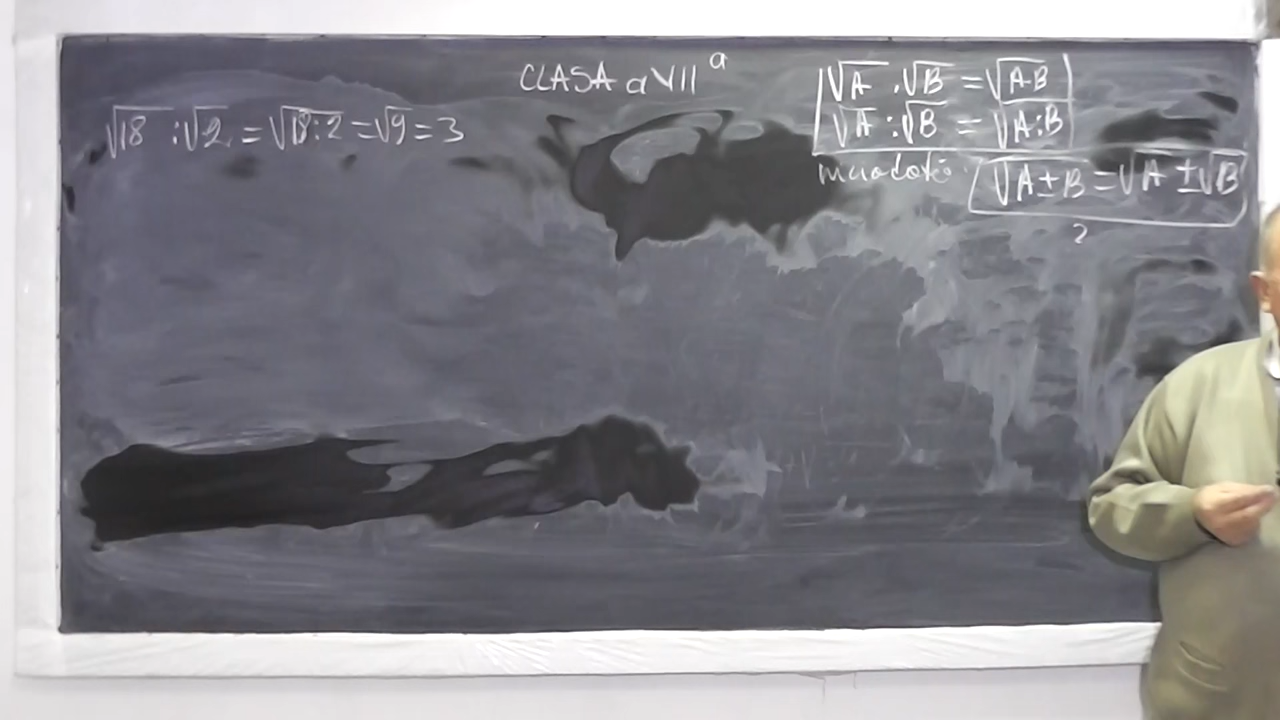 CLASA a VII ª
√18 : √2 = √18:2 = √9 = 3
√A · √B = √A·B
√A : √B = √A:B
√A±B = √A ± √B
?